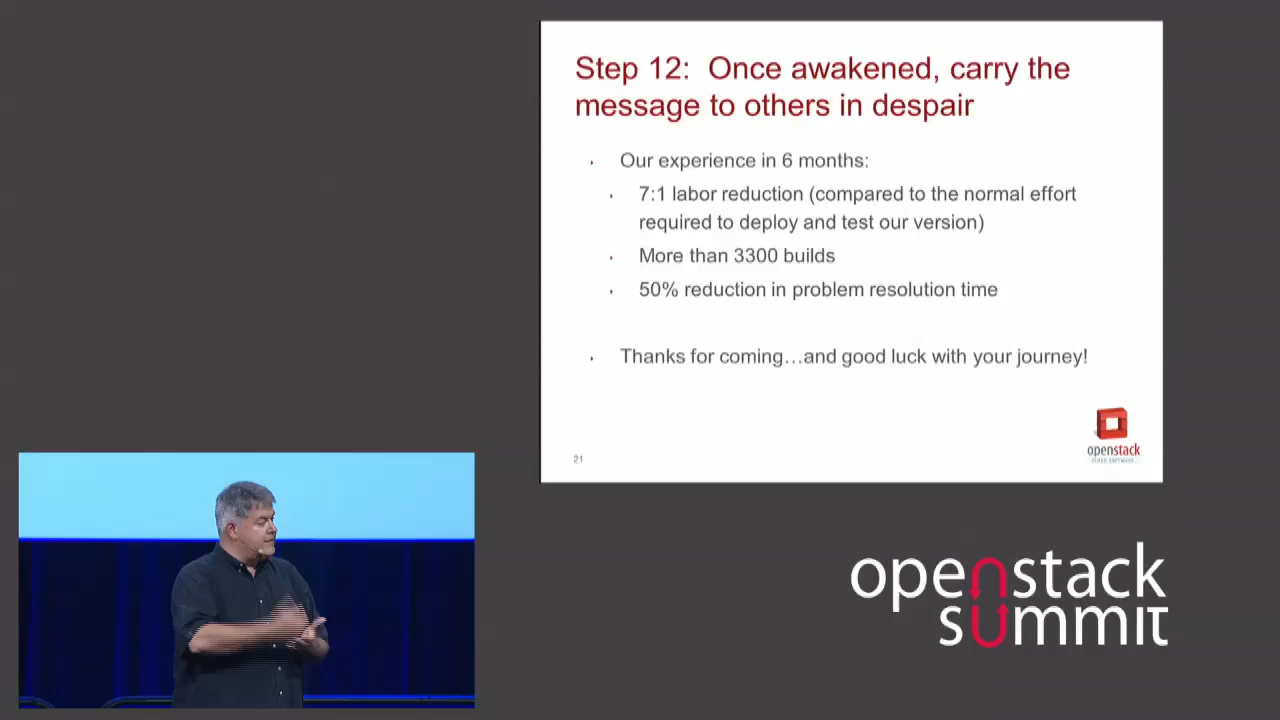 Step 12: Once awakened, carry the
message to others in despair
Our experience in 6 months:
7:1 labor reduction (compared to the normal effort
required to deploy and test our version)
More than 3300 builds
50% reduction in problem resolution time
Thanks for coming…and good luck with your journey!
openstack
CLOUD SOFTWARE
21
openstack
summit